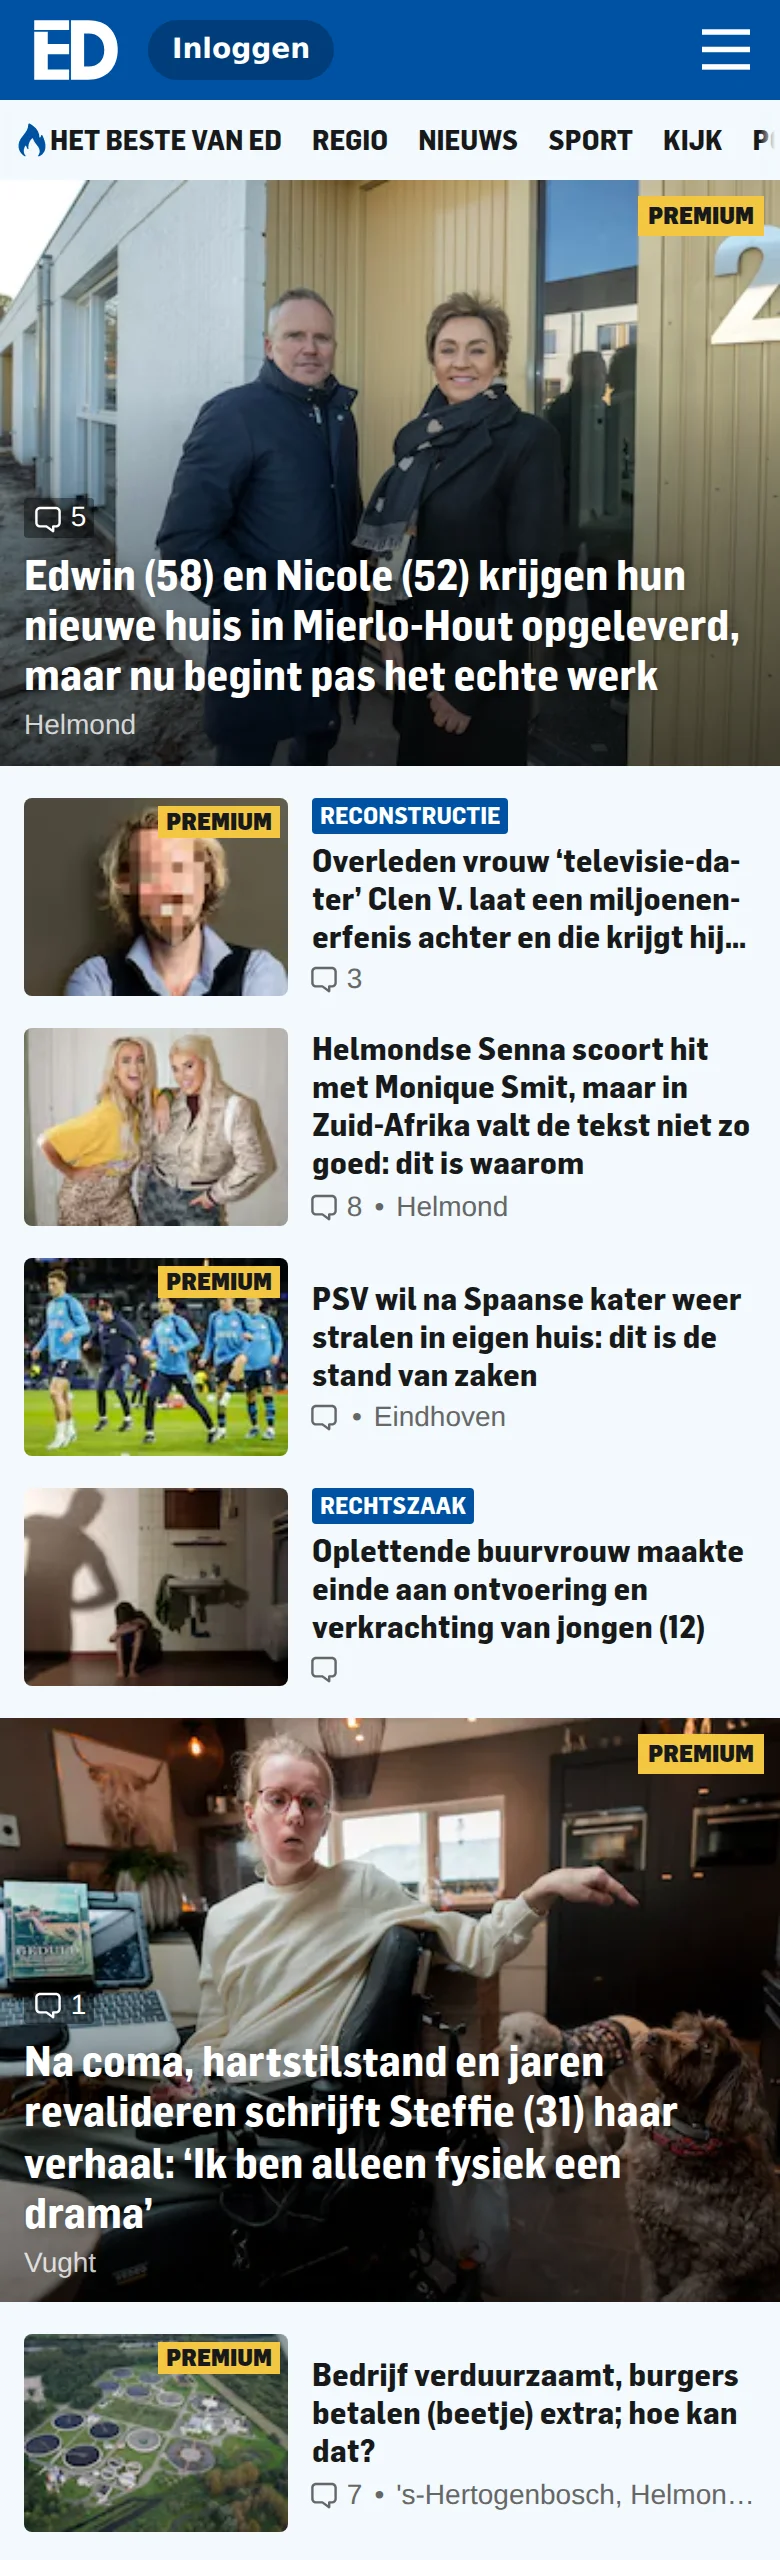 ED
Inloggen
HET BESTE VAN ED REGIO NIEUWS SPORT KIJK
PREMIUM
2
5
Edwin (58) en Nicole (52) krijgen hun
nieuwe huis in Mierlo-Hout opgeleverd,
maar nu begint pas het echte werk
Helmond
PREMIUM
RECONSTRUCTIE
Overleden vrouw ‘televisie-da-
ter’ Clen V. laat een miljoenen-
erfenis achter en die krijgt hij...
3
Helmondse Senna scoort hit
met Monique Smit, maar in
Zuid-Afrika valt de tekst niet zo
goed: dit is waarom
8 • Helmond
PREMIUM
PSV wil na Spaanse kater weer
stralen in eigen huis: dit is de
stand van zaken
• Eindhoven
RECHTSZAAK
Oplettende buurvrouw maakte
einde aan ontvoering en
verkrachting van jongen (12)
PREMIUM
GEDULD
1
Na coma, hartstilstand en jaren
revalideren schrijft Steffie (31) haar
verhaal: ‘Ik ben alleen fysiek een
drama’
Vught
PREMIUM
Bedrijf verduurzaamt, burgers
betalen (beetje) extra; hoe kan
dat?
7 • 's-Hertogenbosch, Helmon...